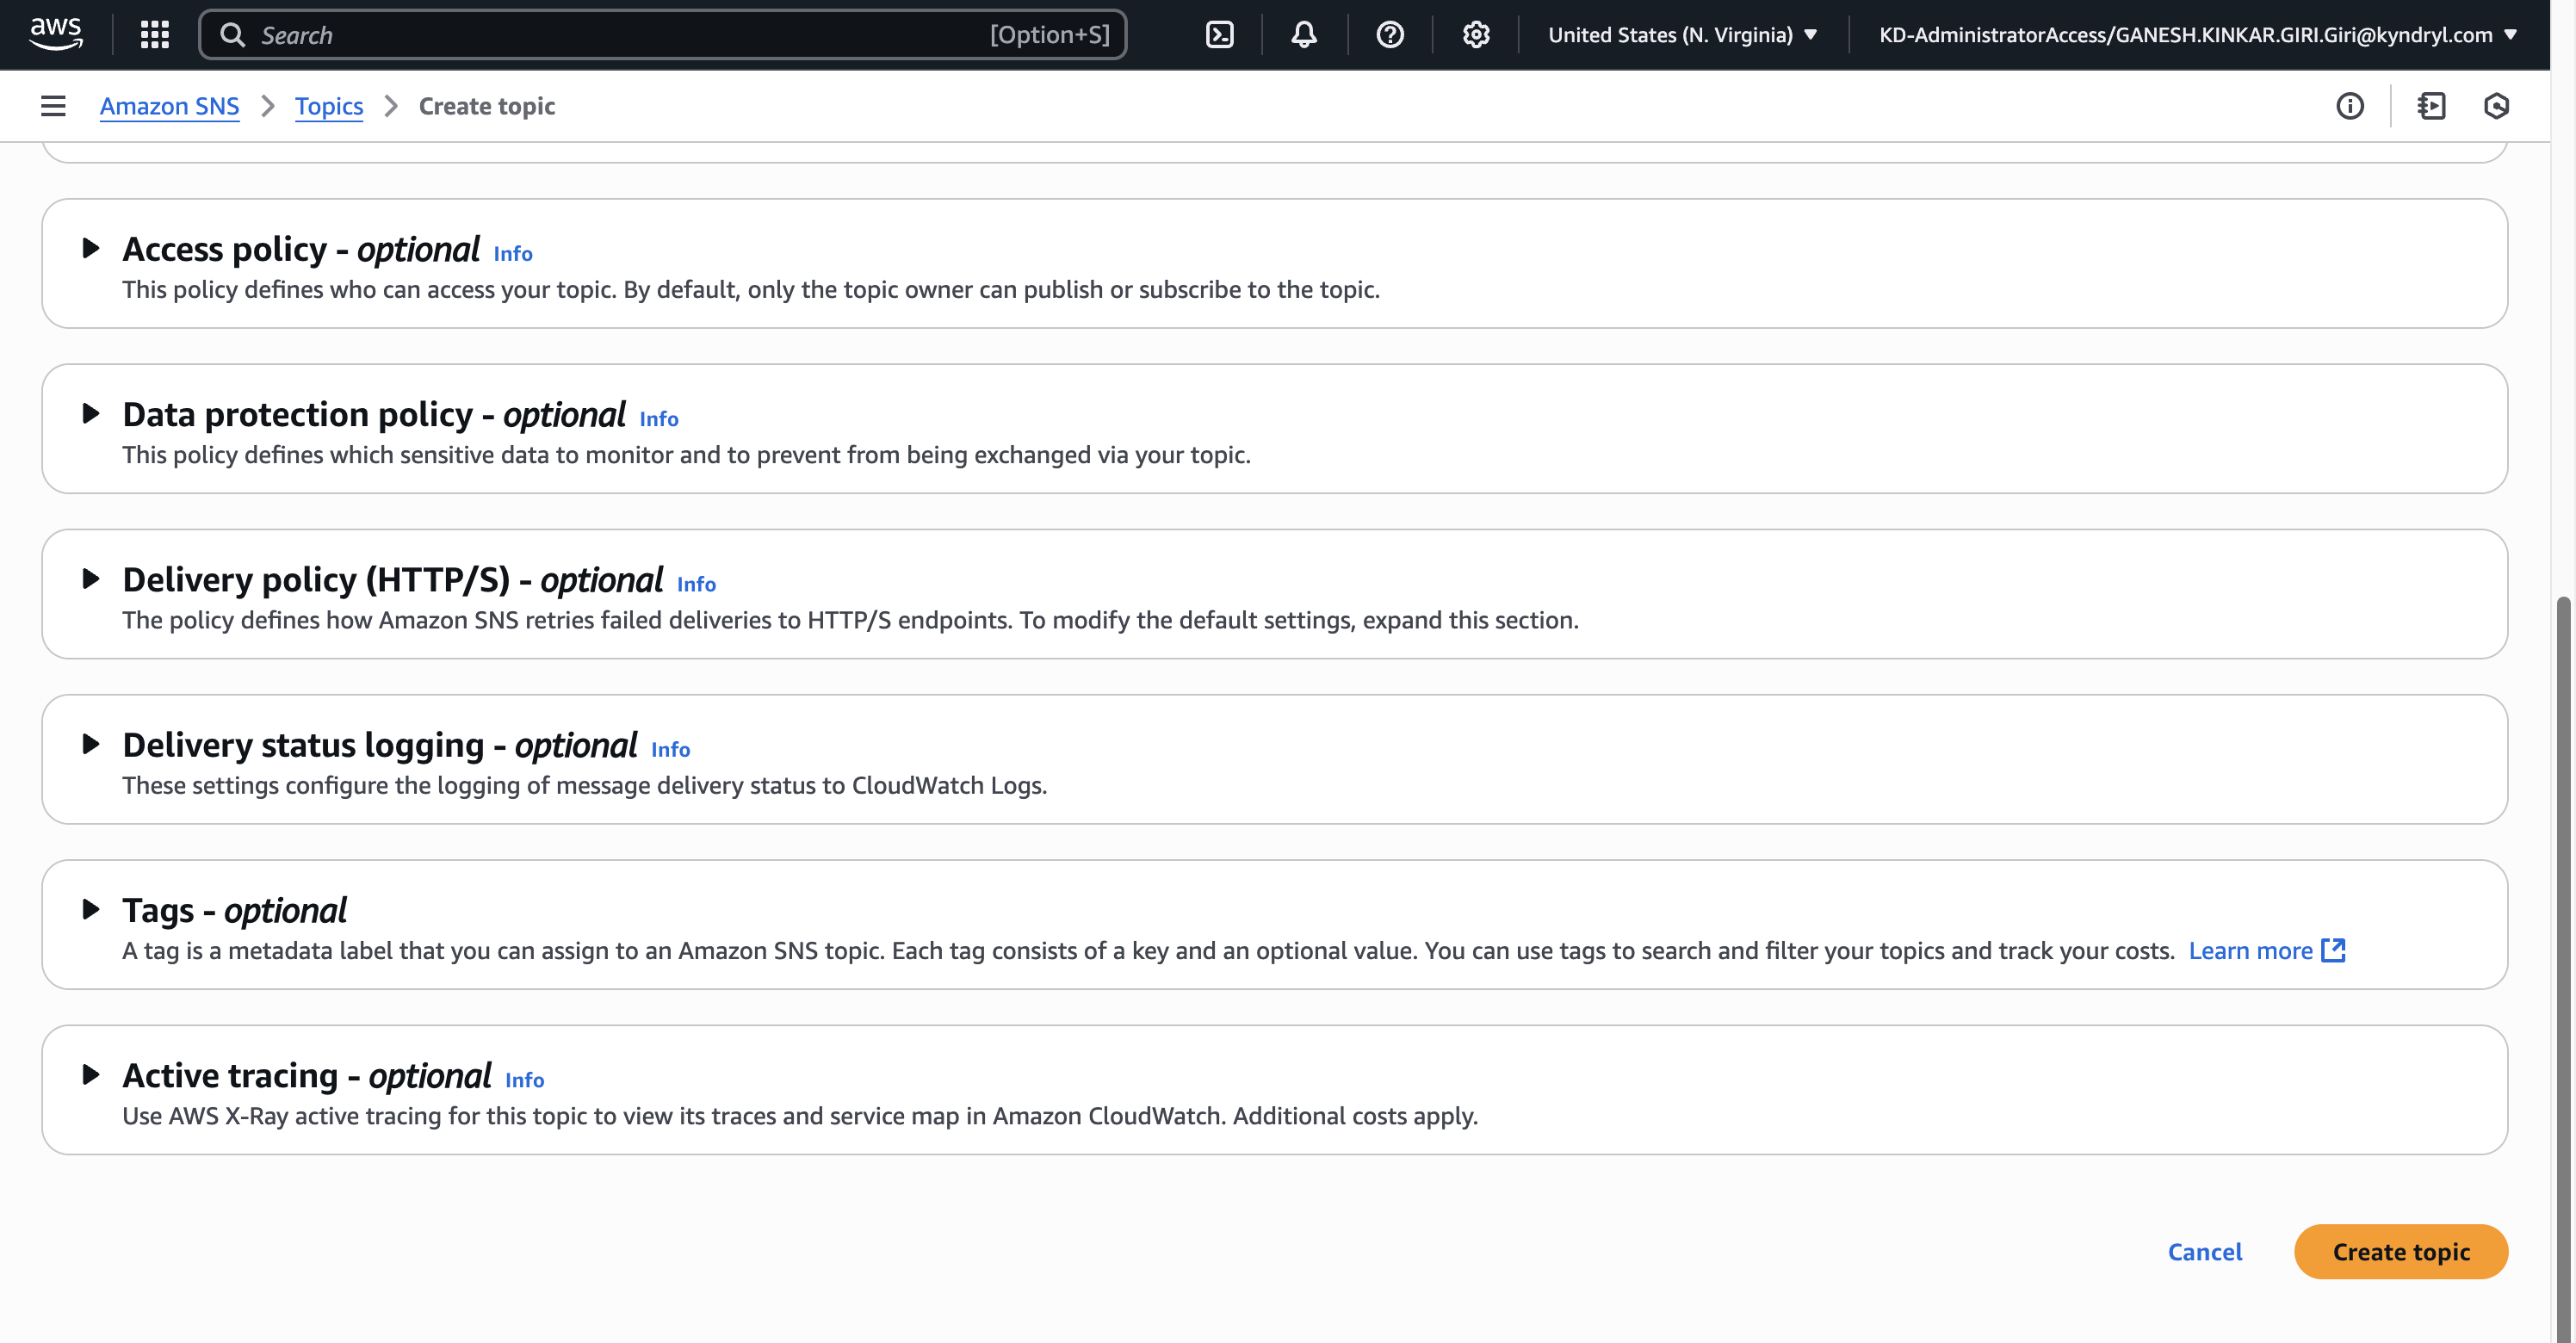 aws
Search [Option+S]
United States (N. Virginia)
KD-AdministratorAccess/GANESH.KINKAR.GIRI.Giri@kyndryl.com
Amazon SNS > Topics > Create topic
Access policy - optional Info
This policy defines who can access your topic. By default, only the topic owner can publish or subscribe to the topic.
Data protection policy - optional Info
This policy defines which sensitive data to monitor and to prevent from being exchanged via your topic.
Delivery policy (HTTP/S) - optional Info
The policy defines how Amazon SNS retries failed deliveries to HTTP/S endpoints. To modify the default settings, expand this section.
Delivery status logging - optional Info
These settings configure the logging of message delivery status to CloudWatch Logs.
Tags - optional
A tag is a metadata label that you can assign to an Amazon SNS topic. Each tag consists of a key and an optional value. You can use tags to search and filter your topics and track your costs. Learn more
Active tracing - optional Info
Use AWS X-Ray active tracing for this topic to view its traces and service map in Amazon CloudWatch. Additional costs apply.
Cancel
Create topic